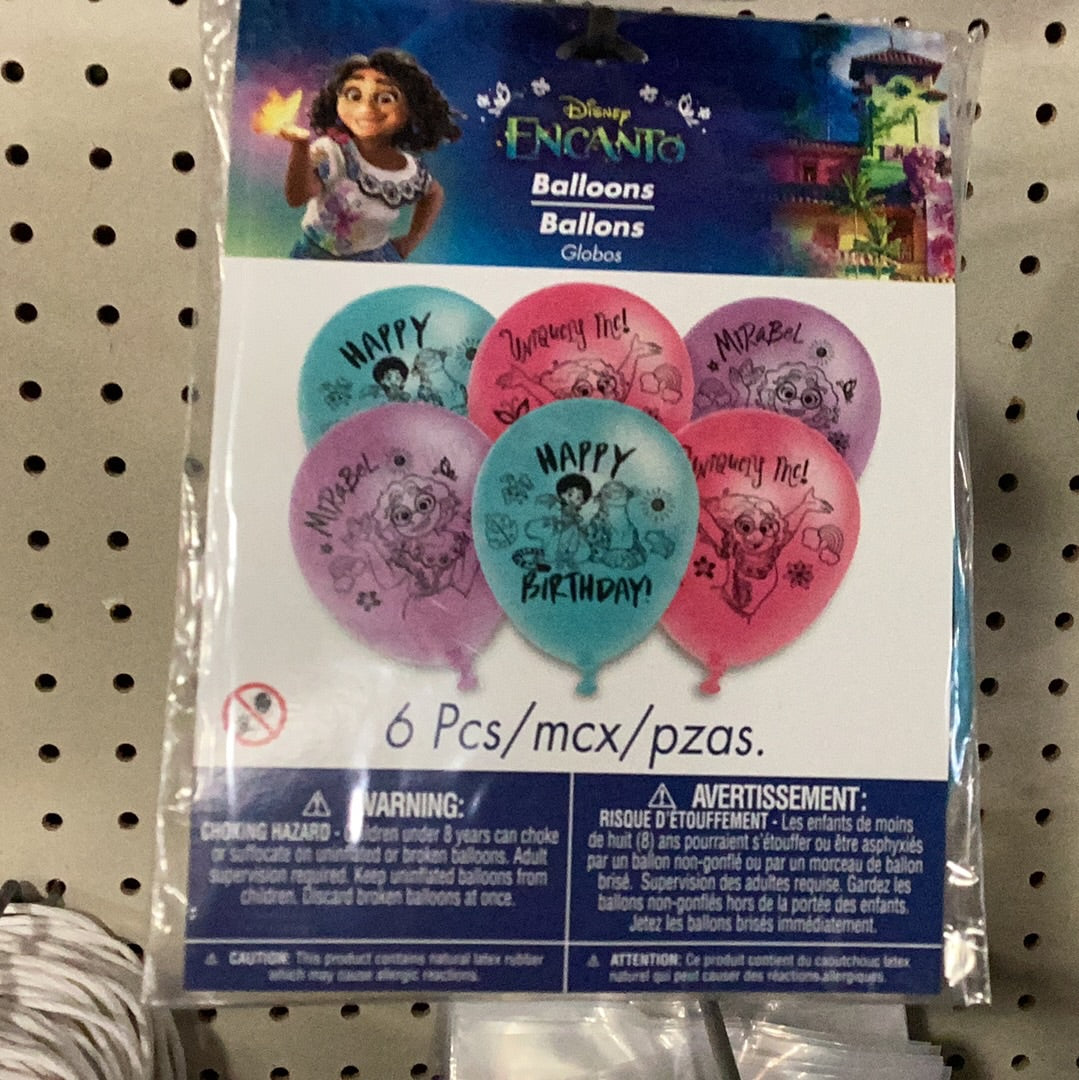 Disney
ENCANTO
Balloons
Ballons
Globos
HAPPY
UNIQUELY ME!
MIRABEL
MIRABEL
HAPPY
BIRTHDAY!
UNIQUELY ME!
6 Pcs/mcx/pzas.
WARNING:
CHOKING HAZARD - Children under 8 years can choke
or suffocate on uninflated or broken balloons. Adult
supervision required. Keep uninflated balloons from
children. Discard broken balloons at once.
AVERTISSEMENT:
RISQUE D'ÉTOUFFEMENT - Les enfants de moins
de huit (8) ans pourraient s'étouffer ou être asphyxiés
par un ballon non-gonflé ou par un morceau de ballon
brisé. Supervision des adultes requise. Gardez les
ballons non-gonflés hors de la portée des enfants.
Jetez les ballons brisés immédiatement.
CAUTION: This product contains natural latex rubber
which may cause allergic reactions.
ATTENTION: Ce produit contient du caoutchouc latex
naturel qui peut causer des réactions allergiques.